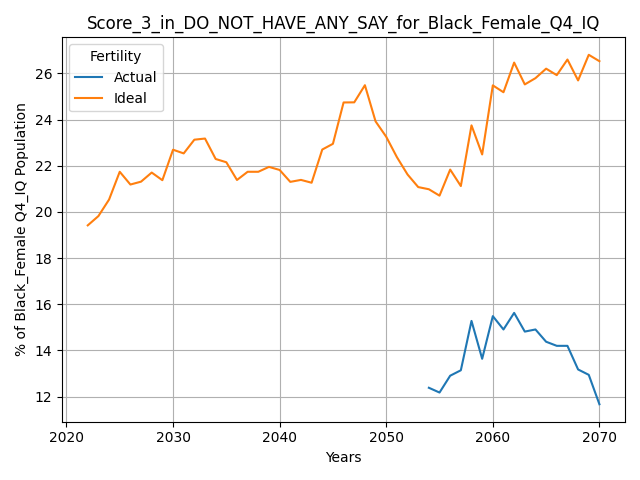 Score_3_in_DO_NOT_HAVE_ANY_SAY_for_Black_Female_Q4_IQ
Fertility
Actual
Ideal
% of Black_Female Q4_IQ Population
26
24
22
20
18
16
14
12
2020
2030
2040
2050
2060
2070
Years